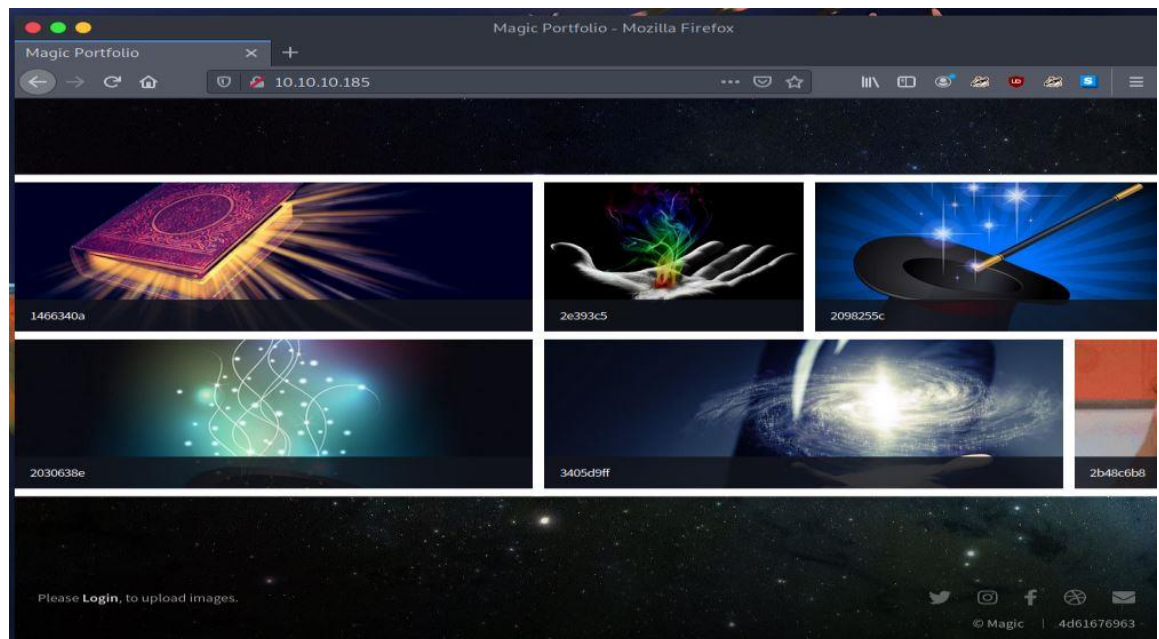 Magic Portfolio - Mozilla Firefox
Magic Portfolio
10.10.10.185
1466340a
2e393c5
2098255c
2030638e
3405d9ff
2b48c6b8
Please Login, to upload images.
© Magic | 4d61676963